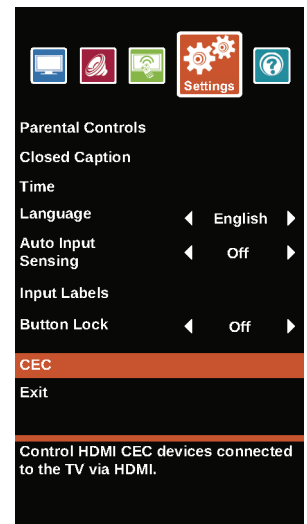 Settings
Parental Controls
Closed Caption
Time
Language English
Auto Input
Sensing Off
Input Labels
Button Lock Off
CEC
Exit
Control HDMI CEC devices connected
to the TV via HDMI.